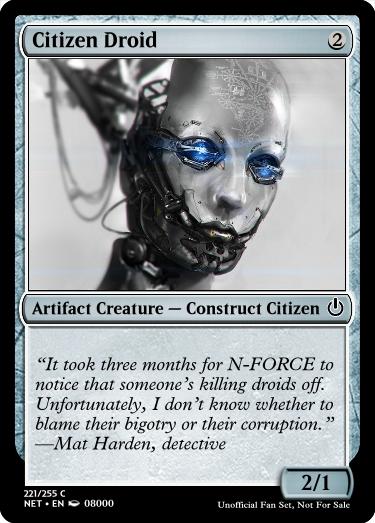 Citizen Droid 2
Artifact Creature — Construct Citizen
“It took three months for N-FORCE to
notice that someone's killing droids off.
Unfortunately, I don't know whether to
blame their bigotry or their corruption.”
—Mat Harden, detective
2/1
221/255 C
NET • EN 08000
Unofficial Fan Set, Not For Sale